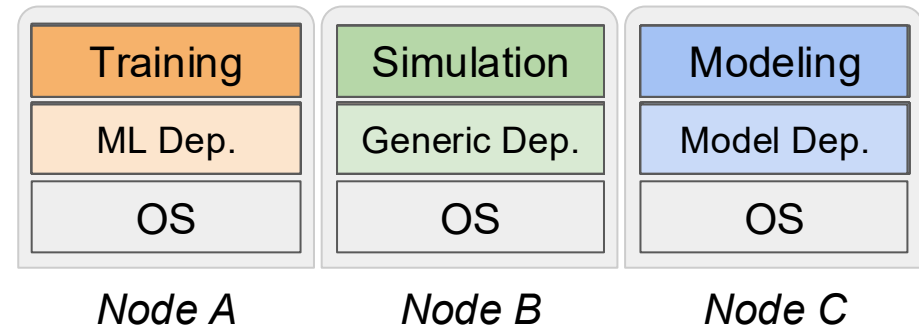 Training
ML Dep.
OS
Node A
Simulation
Generic Dep.
OS
Node B
Modeling
Model Dep.
OS
Node C